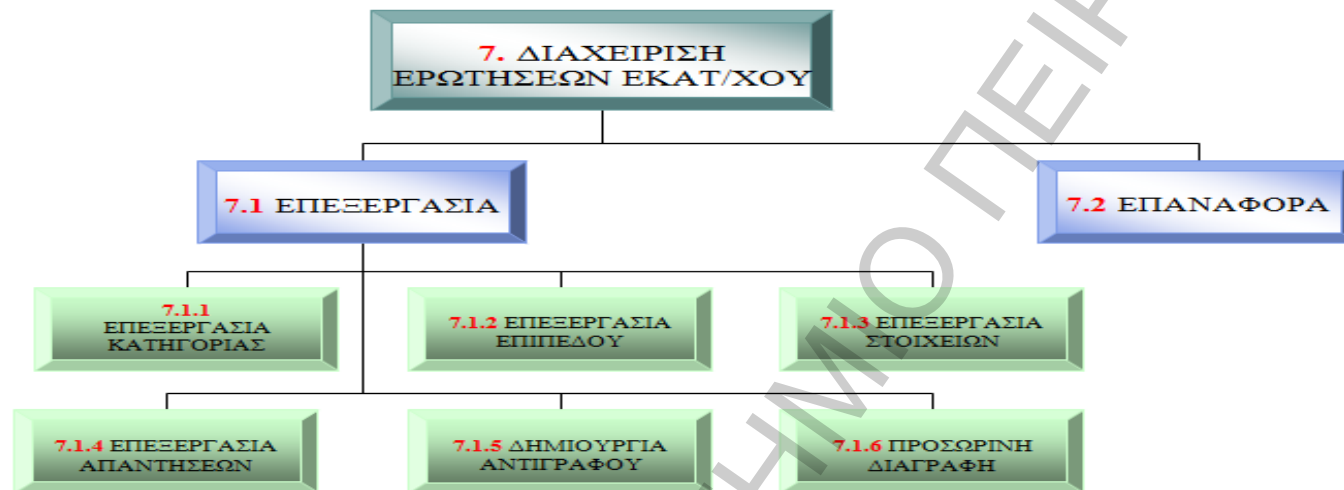 7. ΔΙΑΧΕΙΡΙΣΗ
ΕΡΩΤΗΣΕΩΝ ΕΚΑΤ/ΧΟΥ
7.1 ΕΠΕΞΕΡΓΑΣΙΑ
7.2 ΕΠΑΝΑΦΟΡΑ
7.1.1
ΕΠΕΞΕΡΓΑΣΙΑ
ΚΑΤΗΓΟΡΙΑΣ
7.1.2 ΕΠΕΞΕΡΓΑΣΙΑ
ΕΠΙΠΕΔΟΥ
7.1.3 ΕΠΕΞΕΡΓΑΣΙΑ
ΣΤΟΙΧΕΙΩΝ
7.1.4 ΕΠΕΞΕΡΓΑΣΙΑ
ΑΠΑΝΤΗΣΕΩΝ
7.1.5 ΔΗΜΙΟΥΡΓΙΑ
ΑΝΤΙΓΡΑΦΟΥ
7.1.6 ΠΡΟΣΩΡΙΝΗ
ΔΙΑΓΡΑΦΗ